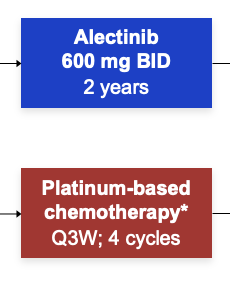 Alectinib
600 mg BID
2 years
Platinum-based
chemotherapy*
Q3W; 4 cycles